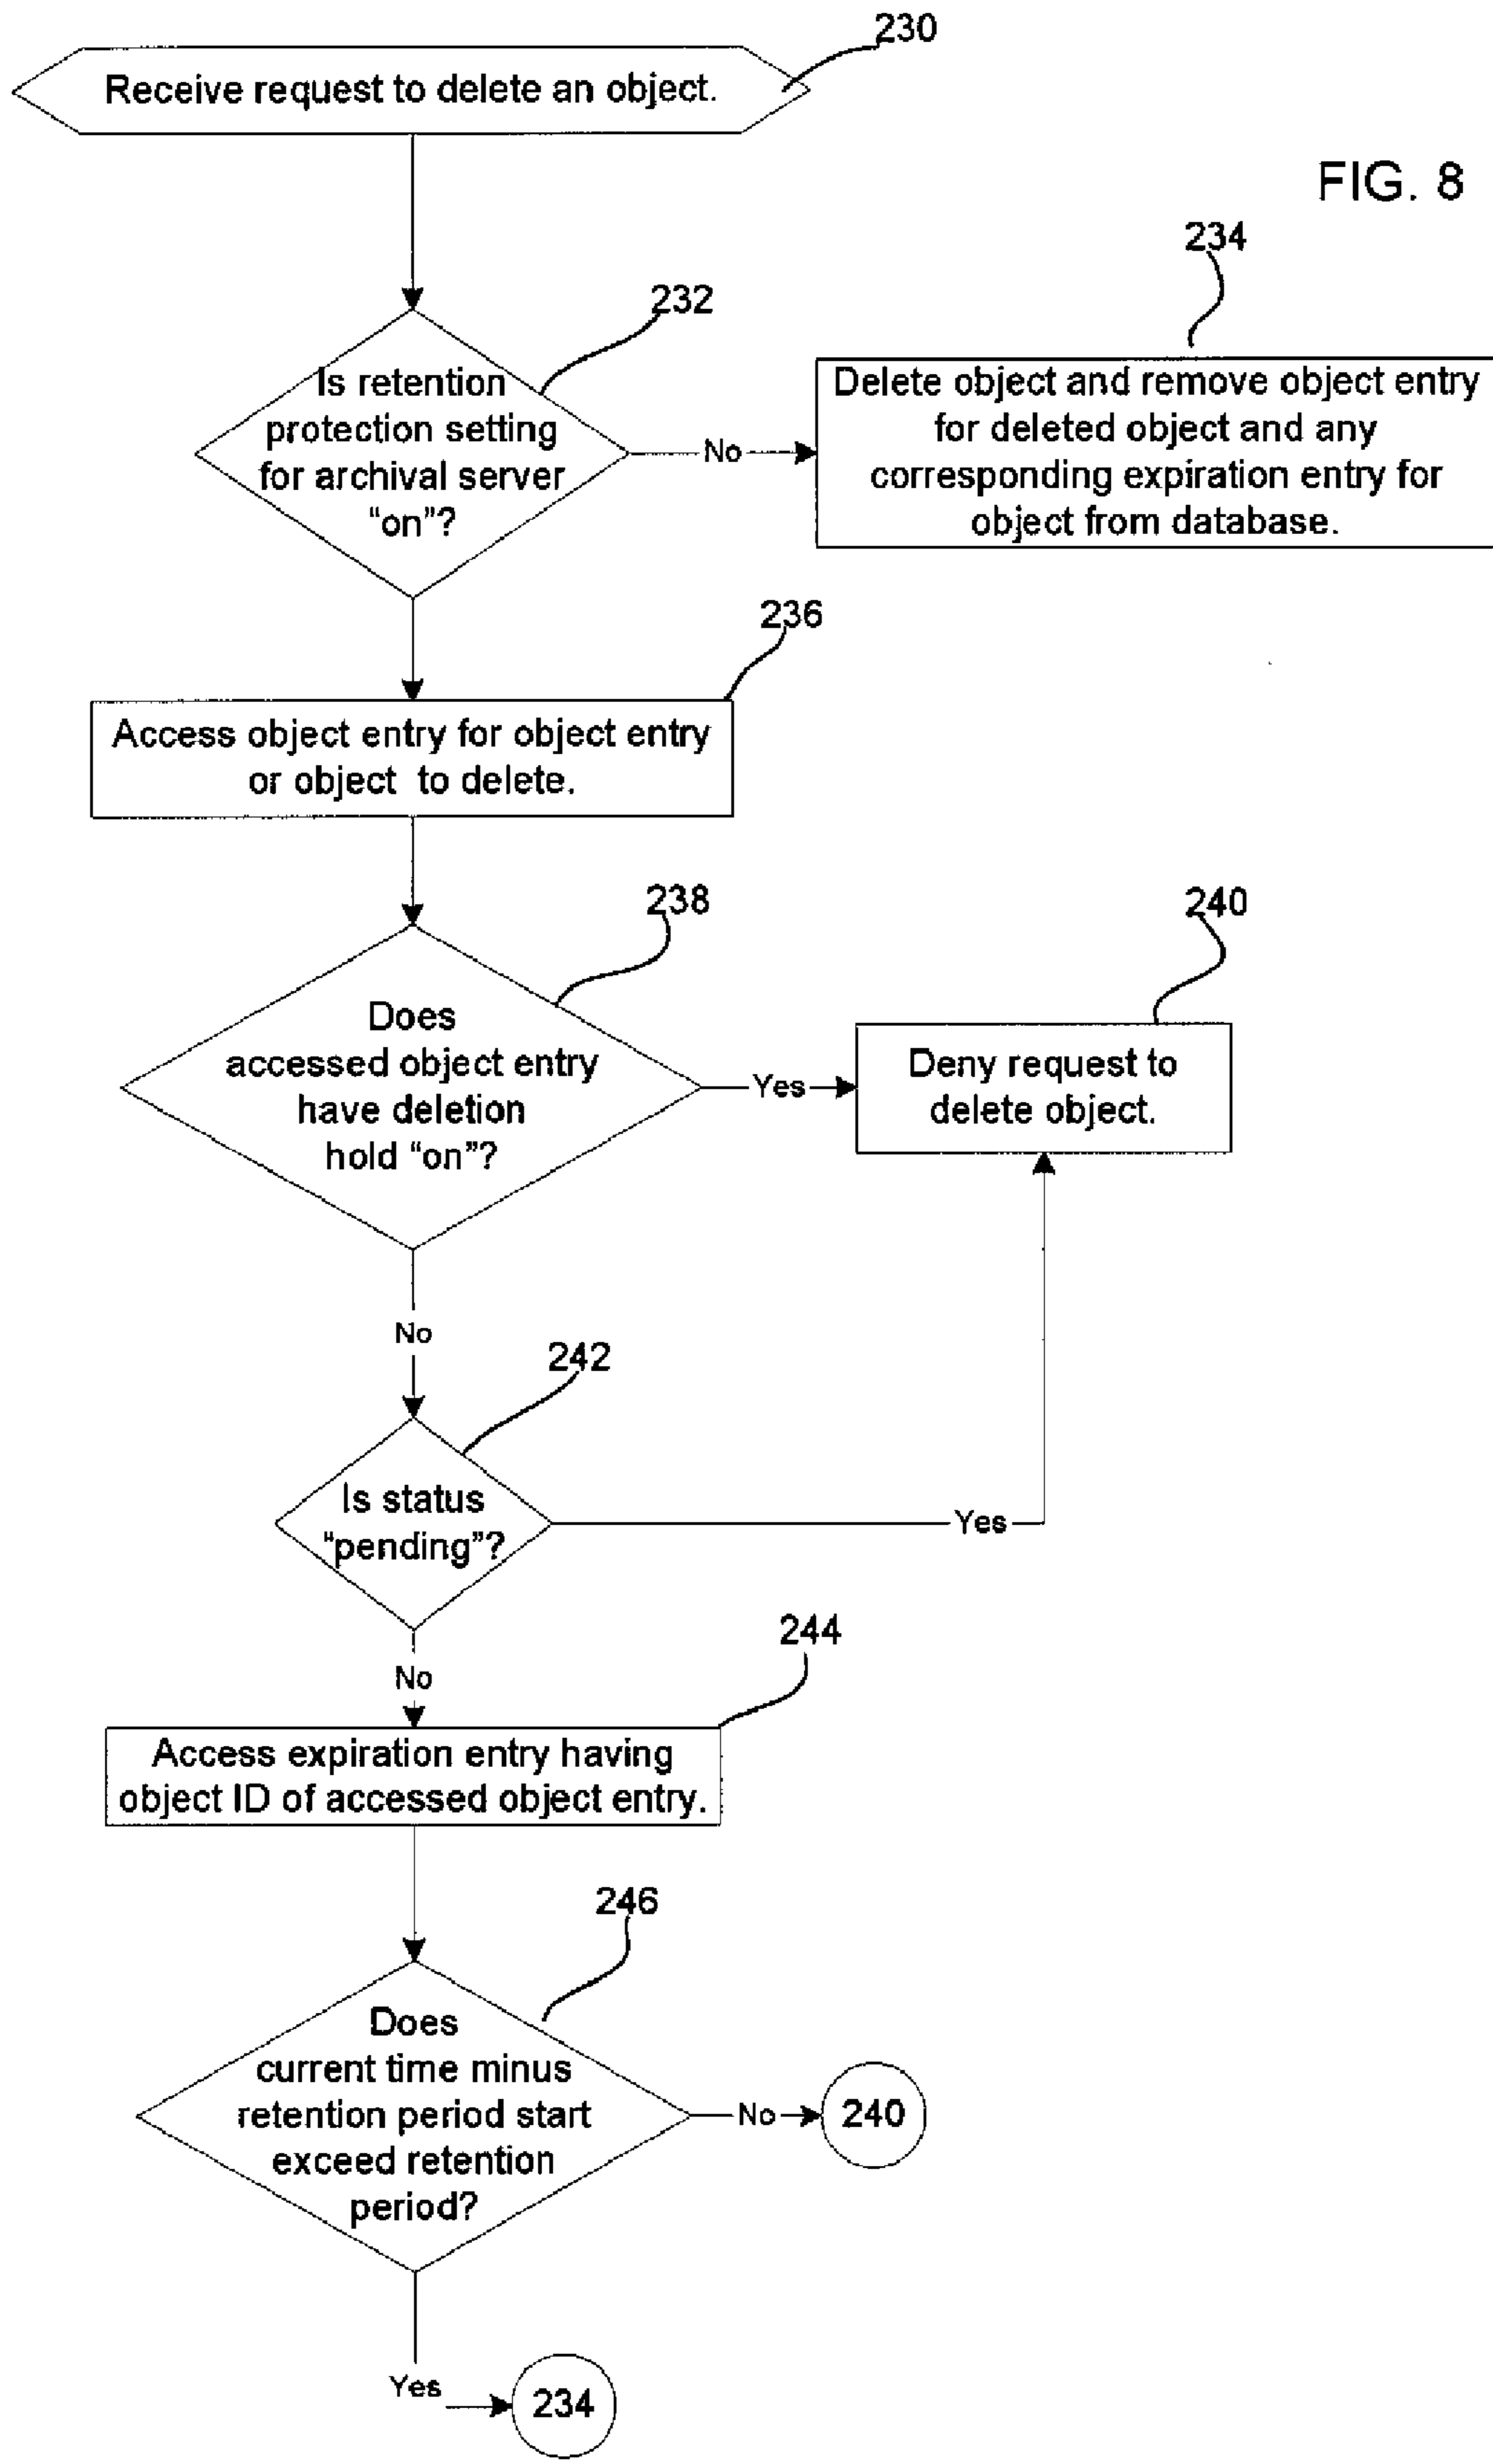 230
Receive request to delete an object.
FIG. 8
234
232
Is retention
protection setting
for archival server
“on”?
No
Delete object and remove object entry
for deleted object and any
corresponding expiration entry for
object from database.
236
Access object entry for object entry
or object to delete.
238
240
Does
accessed object entry
have deletion
hold “on”?
Yes
Deny request to
delete object.
No
242
Is status
“pending”?
Yes
No
244
Access expiration entry having
object ID of accessed object entry.
246
Does
current time minus
retention period start
exceed retention
period?
No
240
Yes
234